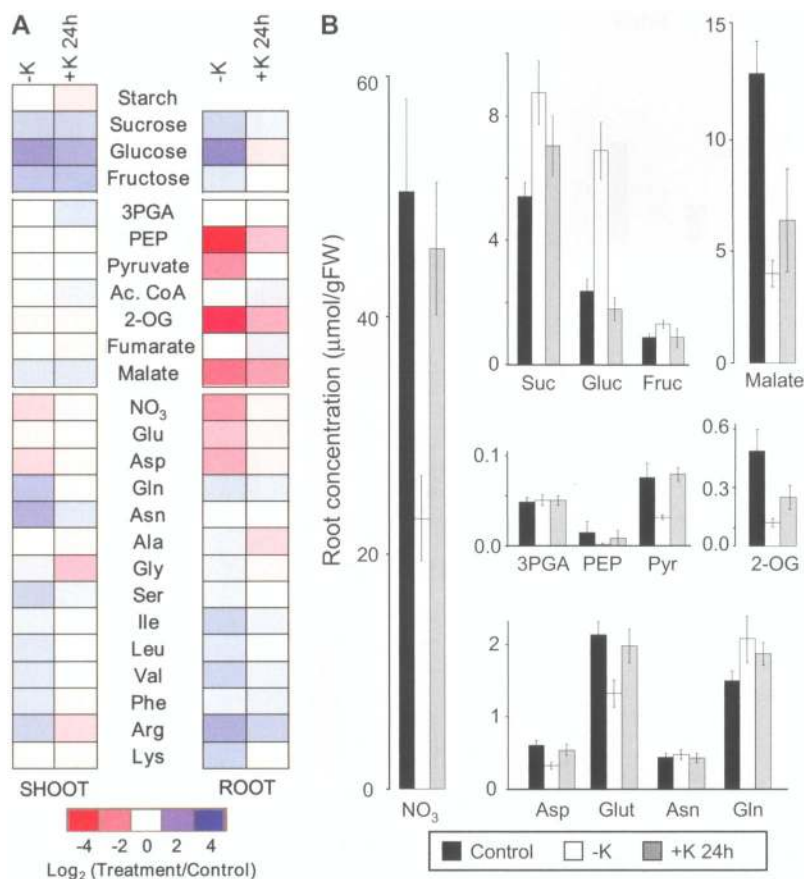 A
-K
+K 24h
-K
+K 24h
Starch
Sucrose
Glucose
Fructose
3PGA
PEP
Pyruvate
Ac. CoA
2-OG
Fumarate
Malate
NO3
Glu
Asp
Gln
Asn
Ala
Gly
Ser
Ile
Leu
Val
Phe
Arg
Lys
SHOOT
ROOT
-4 -2 0 2 4
Log2 (Treatment/Control)
B
Root concentration (µmol/gFW)
60
40
20
0
NO3
8
4
0
Suc Gluc Fruc
15
10
5
0
Malate
0.1
0.0
3PGA PEP Pyr
0.6
0.3
0.0
2-OG
2
1
0
Asp Glut Asn Gln
Control -K +K 24h